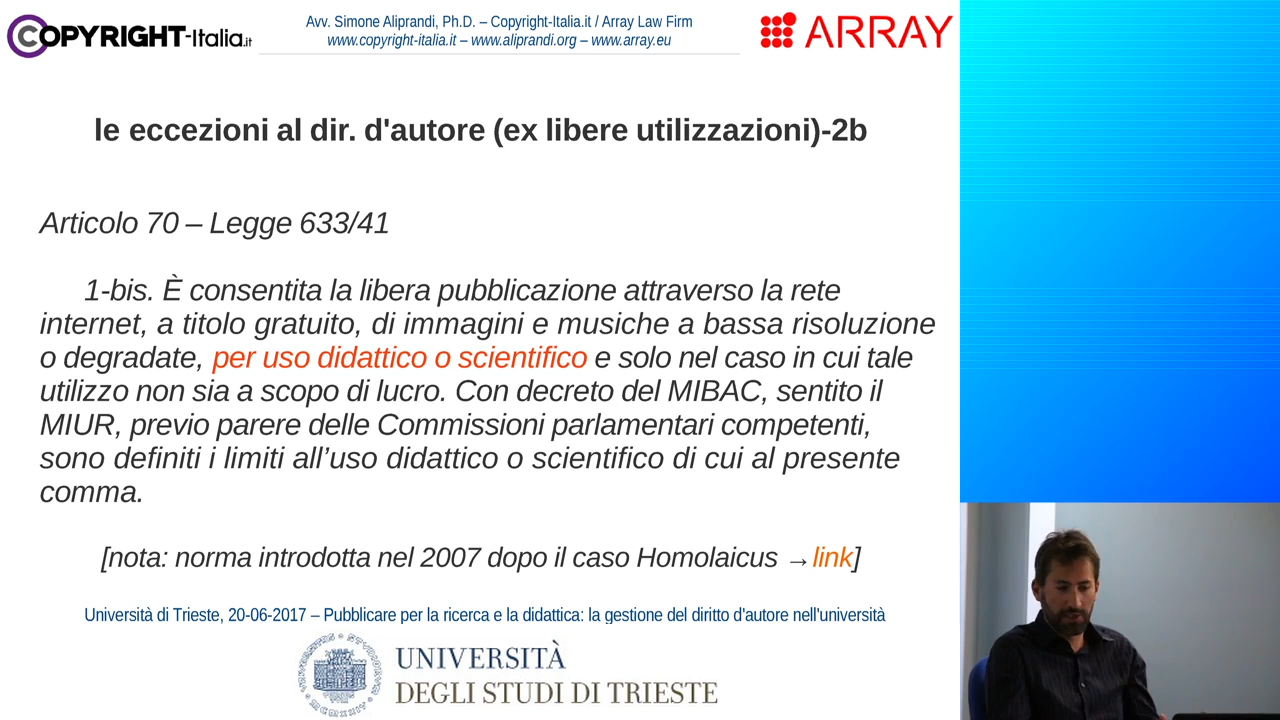 COPYRIGHT-Italia.it
Avv. Simone Aliprandi, Ph.D. – Copyright-Italia.it / Array Law Firm
www.copyright-italia.it – www.aliprandi.org – www.array.eu
ARRAY
le eccezioni al dir. d'autore (ex libere utilizzazioni)-2b
Articolo 70 – Legge 633/41
1-bis. È consentita la libera pubblicazione attraverso la rete
internet, a titolo gratuito, di immagini e musiche a bassa risoluzione
o degradate, per uso didattico o scientifico e solo nel caso in cui tale
utilizzo non sia a scopo di lucro. Con decreto del MIBAC, sentito il
MIUR, previo parere delle Commissioni parlamentari competenti,
sono definiti i limiti all’uso didattico o scientifico di cui al presente
comma.
[nota: norma introdotta nel 2007 dopo il caso Homolaicus →link]
Università di Trieste, 20-06-2017 – Pubblicare per la ricerca e la didattica: la gestione del diritto d'autore nell'università
UNIVERSITÀ
DEGLI STUDI DI TRIESTE